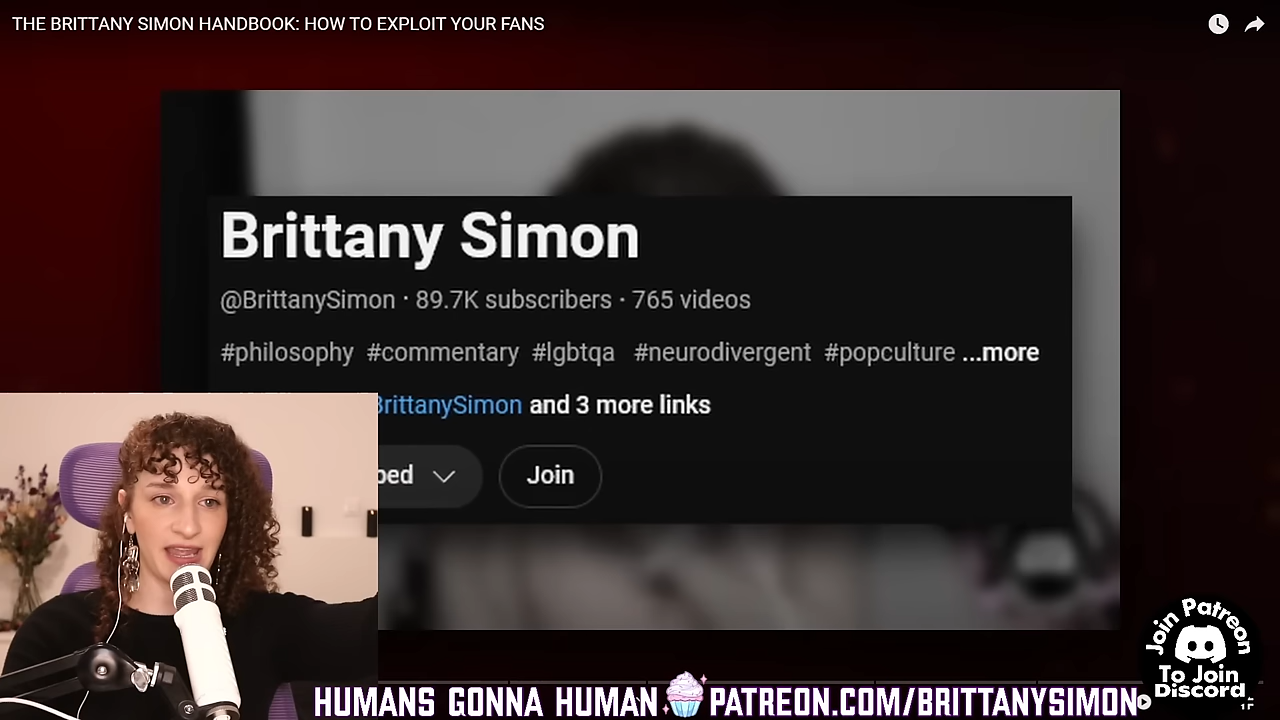 THE BRITTANY SIMON HANDBOOK: HOW TO EXPLOIT YOUR FANS
Brittany Simon
@BrittanySimon · 89.7K subscribers · 765 videos
#philosophy #commentary #lgbtqa #neurodivergent #popculture ...more
BrittanySimon and 3 more links
bed
Join
Join Patreon
To Join
Discord
HUMANS GONNA HUMAN PATREON.COM/BRITTANYSIMON